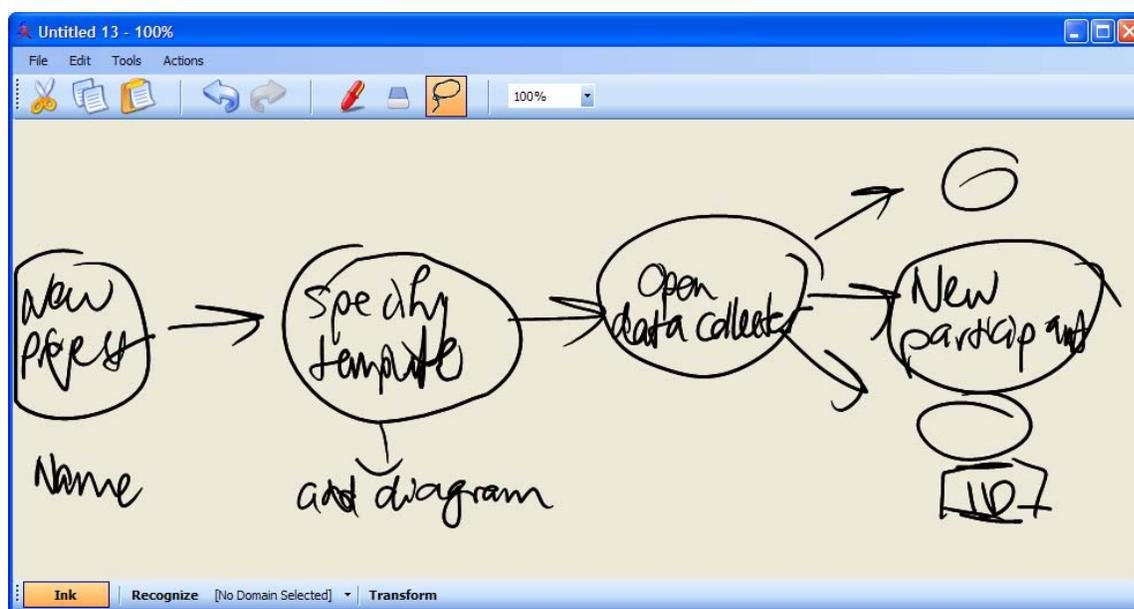 Untitled 13 - 100%
File Edit Tools Actions
100%
New
project
Specify
template
Open
data collector
New
participant
Name
add diagram
ID
Ink Recognize [No Domain Selected] Transform